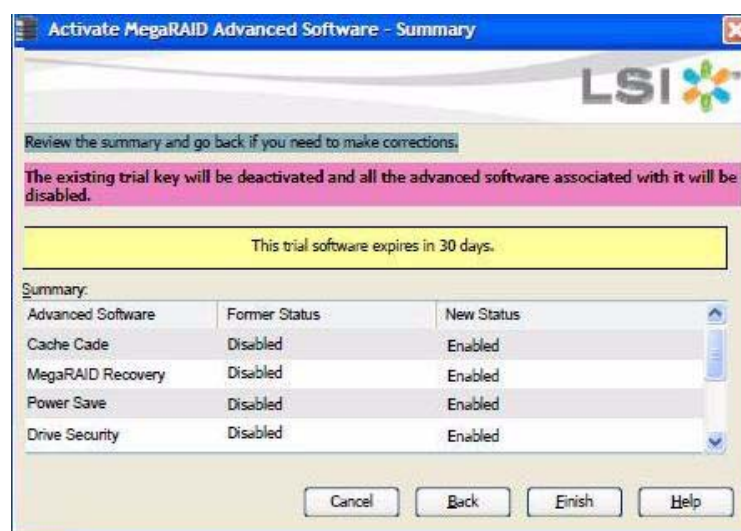 Activate MegaRAID Advanced Software - Summary
LSI
Review the summary and go back if you need to make corrections.
The existing trial key will be deactivated and all the advanced software associated with it will be
disabled.
This trial software expires in 30 days.
Summary:
Advanced Software Former Status New Status
Cache Cade Disabled Enabled
MegaRAID Recovery Disabled Enabled
Power Save Disabled Enabled
Drive Security Disabled Enabled
Cancel Back Finish Help